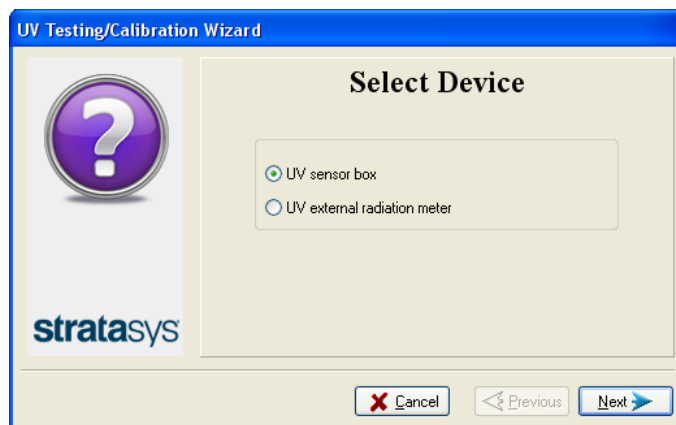 UV Testing/Calibration Wizard
Select Device
UV sensor box
UV external radiation meter
stratasys
Cancel
Previous
Next